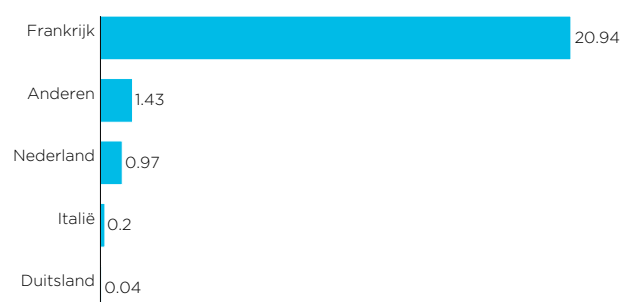 Frankrijk 20.94
Anderen 1.43
Nederland 0.97
Italië 0.2
Duitsland 0.04